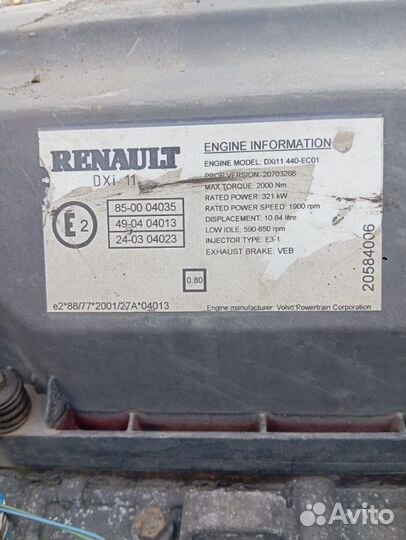 RENAULT
DXi 11
E2
85-00 04035
49-04 04013
24-03 04023
0.80
e2*88/77*2001/27A*04013
ENGINE INFORMATION
ENGINE MODEL: DXi11 440-EC01
PROP.VERSION: 20703266
MAX.TORQUE: 2000 Nm
RATED POWER: 321 kW
RATED POWER SPEED: 1900 rpm
DISPLACEMENT: 10.84 litre
LOW IDLE: 590-650 rpm
INJECTOR TYPE: E3-1
EXHAUST BRAKE: VEB
Engine manufacturer: Volvo Powertrain Corporation
20584006
Avito